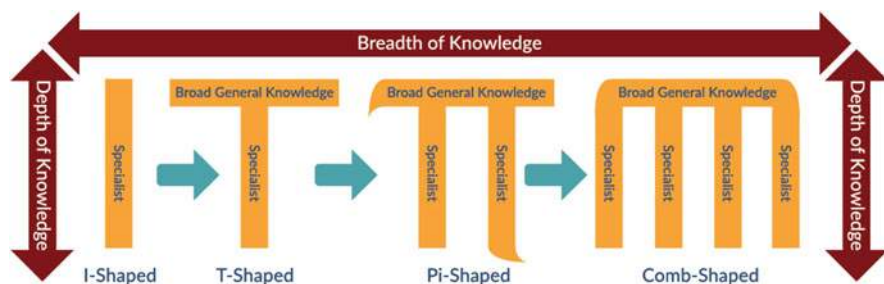 Breadth of Knowledge
Depth of Knowledge
Specialist
Broad General Knowledge
Specialist
Broad General Knowledge
Specialist
Specialist
Broad General Knowledge
Specialist
Specialist
Specialist
Specialist
Depth of Knowledge
I-Shaped
T-Shaped
Pi-Shaped
Comb-Shaped